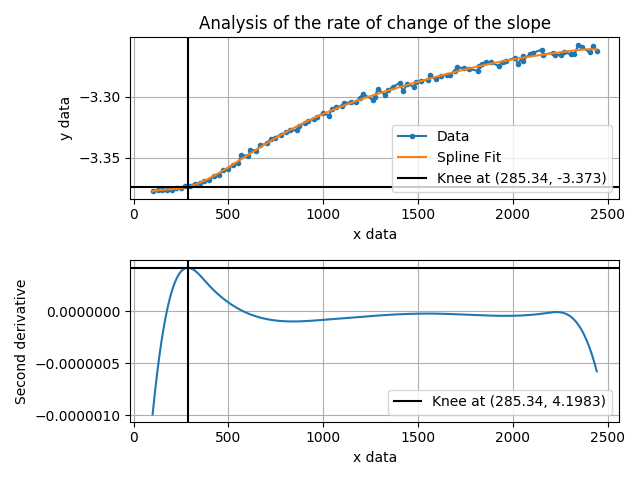 Analysis of the rate of change of the slope
y data
−3.30
−3.35
Data
Spline Fit
Knee at (285.34, -3.373)
0 500 1000 1500 2000 2500
x data
Second derivative
0.0000000
−0.0000005
−0.0000010
Knee at (285.34, 4.1983)
0 500 1000 1500 2000 2500
x data